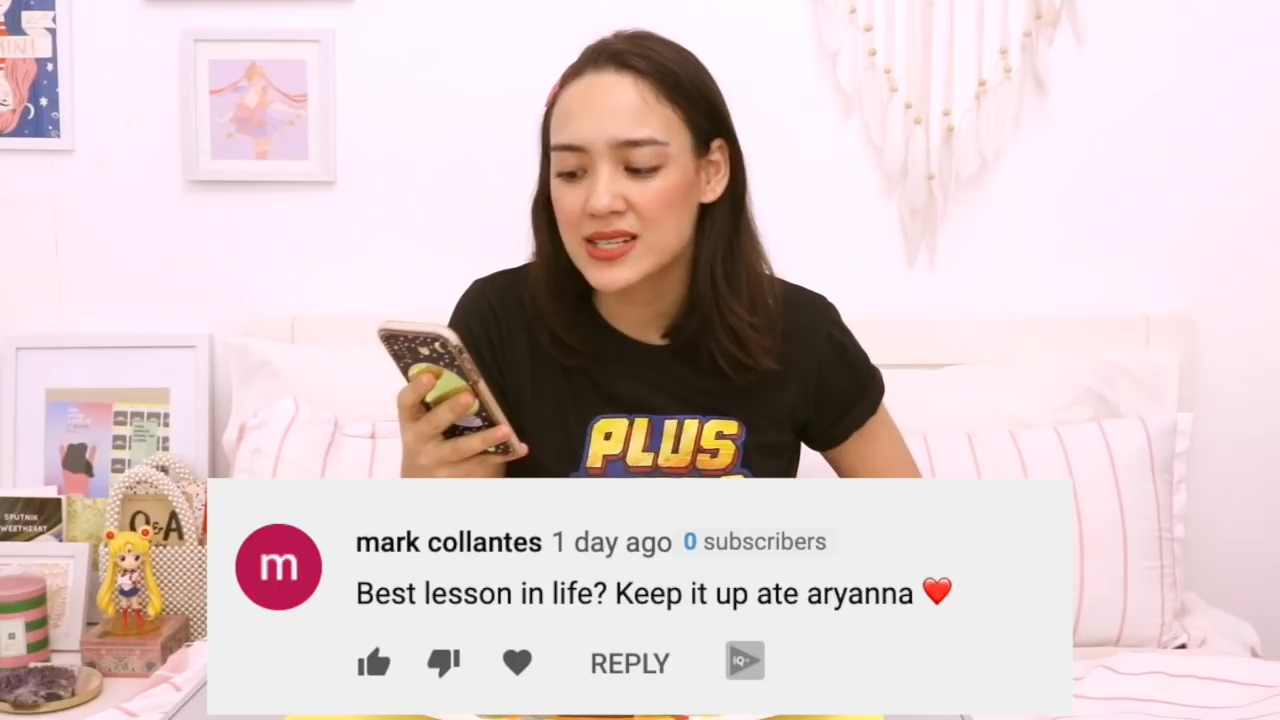 MINI
PLUS
SPUTNIK
SWEETHEART
Q&A
m
mark collantes 1 day ago 0 subscribers
Best lesson in life? Keep it up ate aryanna ❤️
REPLY
IQ+